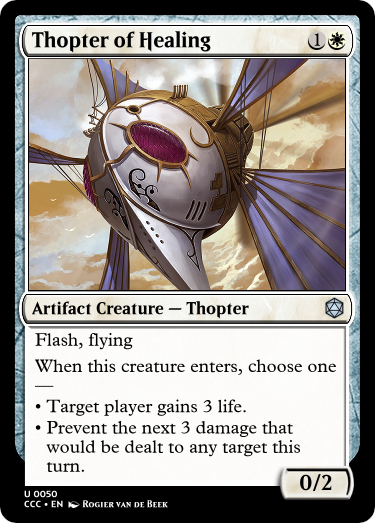 Thopter of Healing 1
Artifact Creature — Thopter
Flash, flying
When this creature enters, choose one
—
• Target player gains 3 life.
• Prevent the next 3 damage that
would be dealt to any target this
turn.
0/2
U 0050
CCC • EN Rogier van de Beek